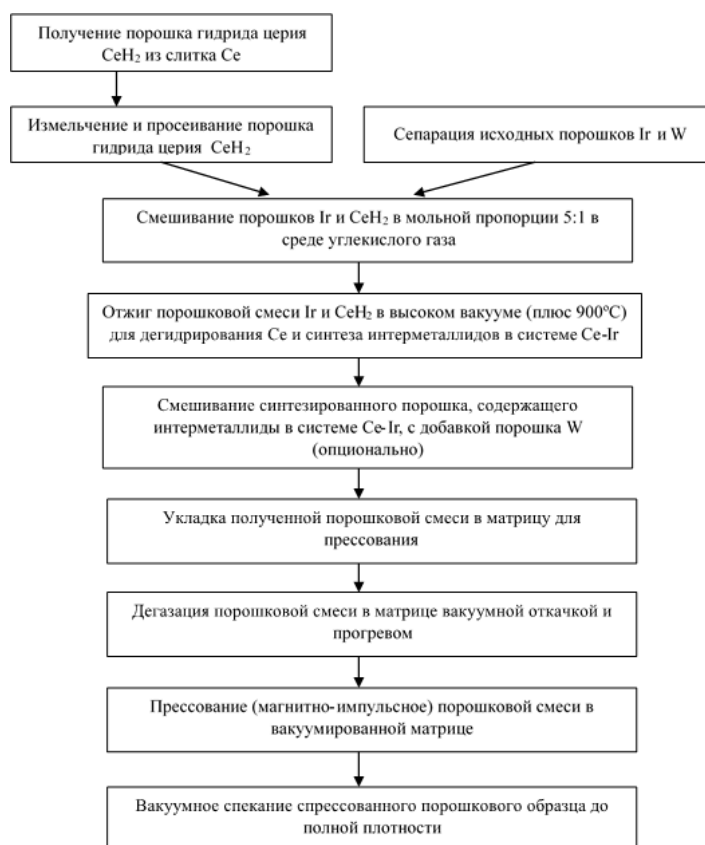 Получение порошка гидрида церия
CeH₂ из слитка Ce
Измельчение и просеивание порошка
гидрида церия CeH₂
Сепарация исходных порошков Ir и W
Смешивание порошков Ir и CeH₂ в мольной пропорции 5:1 в
среде углекислого газа
Отжиг порошковой смеси Ir и CeH₂ в высоком вакууме (плюс 900ºC)
для дегидрирования Ce и синтеза интерметаллидов в системе Ce-Ir
Смешивание синтезированного порошка, содержащего
интерметаллиды в системе Ce-Ir, с добавкой порошка W
(опционально)
Укладка полученной порошковой смеси в матрицу для
прессования
Дегазация порошковой смеси в матрице вакуумной откачкой и
прогревом
Прессование (магнитно-импульсное) порошковой смеси в
вакуумированной матрице
Вакуумное спекание спрессованного порошкового образца до
полной плотности